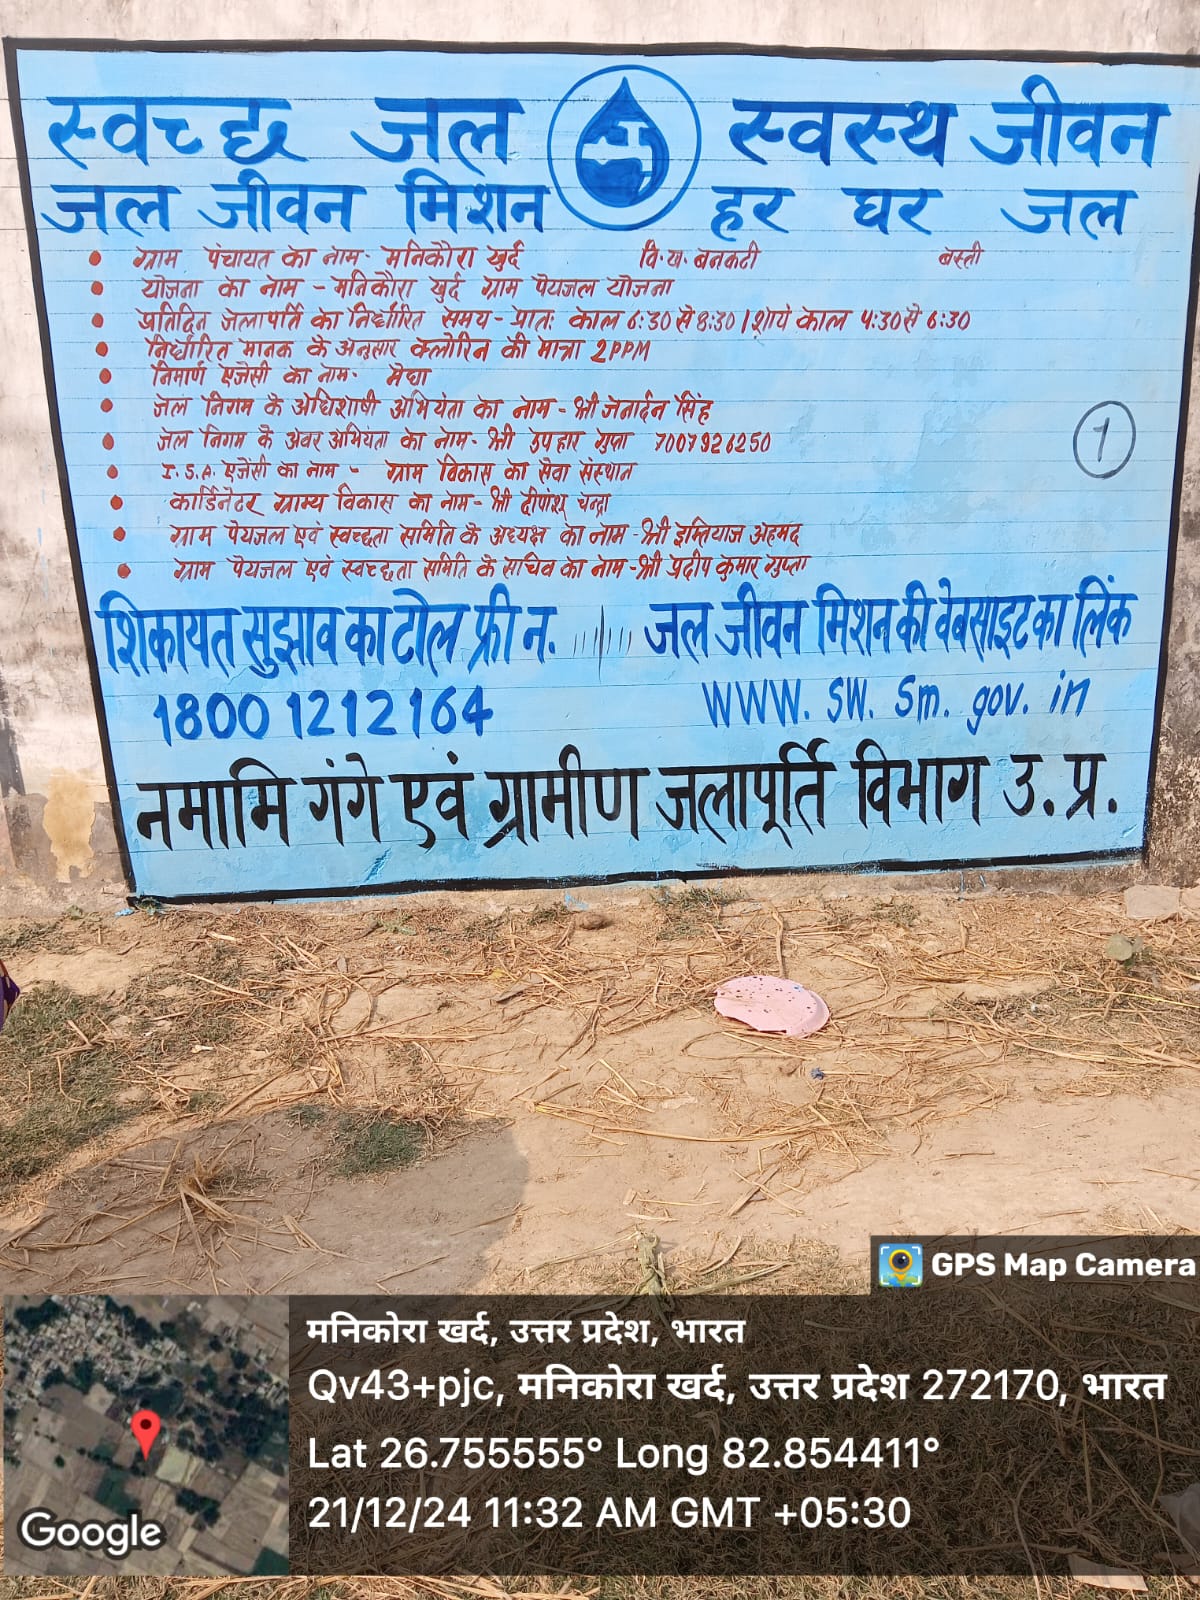 स्वच्छ जल स्वस्थ जीवन
जल जीवन मिशन हर घर जल
• ग्राम पंचायत का नाम- मनिकौरा खुर्द वि.ख. बनकटी बस्ती
• योजना का नाम - मनिकौरा खुर्द ग्राम पेयजल योजना
• प्रतिदिन जलापर्ति का निर्धारित समय- प्रातः काल 6:30 से 8:30 / शायं काल 4:30 से 6:30
• निर्धारित मानक के अनुसार क्लोरिन की मात्रा 2PPM
• निमार्ण एजेसी का नाम- मेघा
• जल निगम के अधिशाषी अभियंता का नाम - श्री जनार्दन सिंह
• जल निगम के अवर अभियंता का नाम- श्री उपहार गुप्ता 7007926250
• I.S.A. एजेंसी का नाम - ग्राम विकास का सेवा संस्थान
• कार्डिनेटर ग्राम्य विकास का नाम- श्री दीपांशु चन्द्रा
• ग्राम पेयजल एवं स्वच्छता समिति के अध्यक्ष का नाम -श्री इम्तियाज अहमद
• ग्राम पेयजल एवं स्वच्छता समिति के सचिव का नाम -श्री प्रदीप कुमार गुप्ता
1
शिकायत सुझाव का टोल फ्री न. जल जीवन मिशन की वेबसाइट का लिंक
1800 1212164 WWW. SW. Sm. gov. in
नमामि गंगे एवं ग्रामीण जलापूर्ति विभाग उ. प्र.
GPS Map Camera
मनिकोरा खर्द, उत्तर प्रदेश, भारत
Qv43+pjc, मनिकोरा खर्द, उत्तर प्रदेश 272170, भारत
Lat 26.755555° Long 82.854411°
21/12/24 11:32 AM GMT +05:30
Google